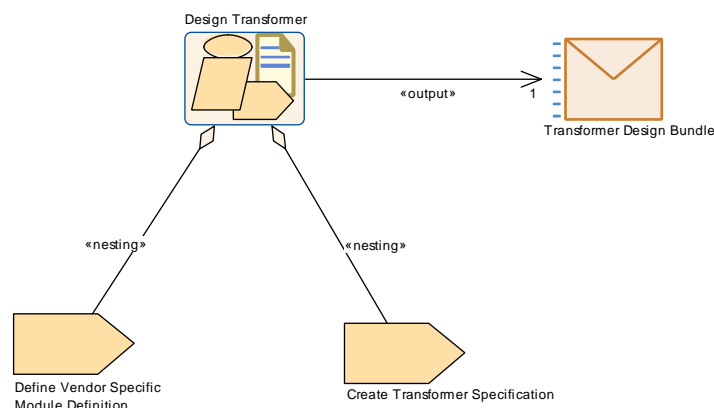 Design Transformer
«output»
1
Transformer Design Bundle
«nesting»
«nesting»
Define Vendor Specific
Module Definition
Create Transformer Specification